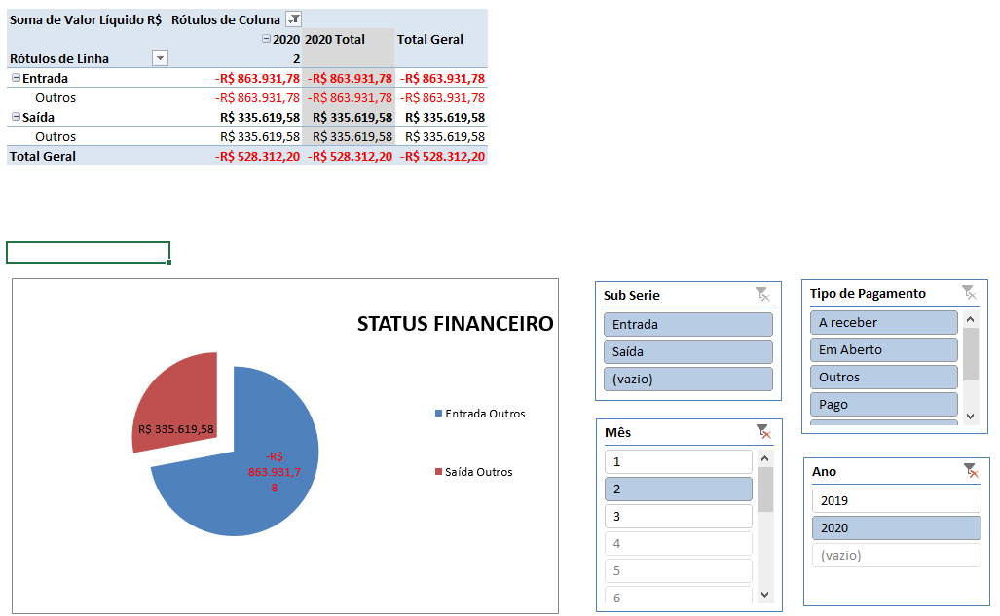 Soma de Valor Líquido R$ Rótulos de Coluna
2020 2020 Total Total Geral
Rótulos de Linha 2
Entrada -R$ 863.931,78 -R$ 863.931,78 -R$ 863.931,78
Outros -R$ 863.931,78 -R$ 863.931,78 -R$ 863.931,78
Saída R$ 335.619,58 R$ 335.619,58 R$ 335.619,58
Outros R$ 335.619,58 R$ 335.619,58 R$ 335.619,58
Total Geral -R$ 528.312,20 -R$ 528.312,20 -R$ 528.312,20
STATUS FINANCEIRO
R$ 335.619,58
-R$
863.931,7
8
Entrada Outros
Saída Outros
Sub Serie
Entrada
Saída
(vazio)
Tipo de Pagamento
A receber
Em Aberto
Outros
Pago
Mês
1
2
3
4
5
6
Ano
2019
2020
(vazio)